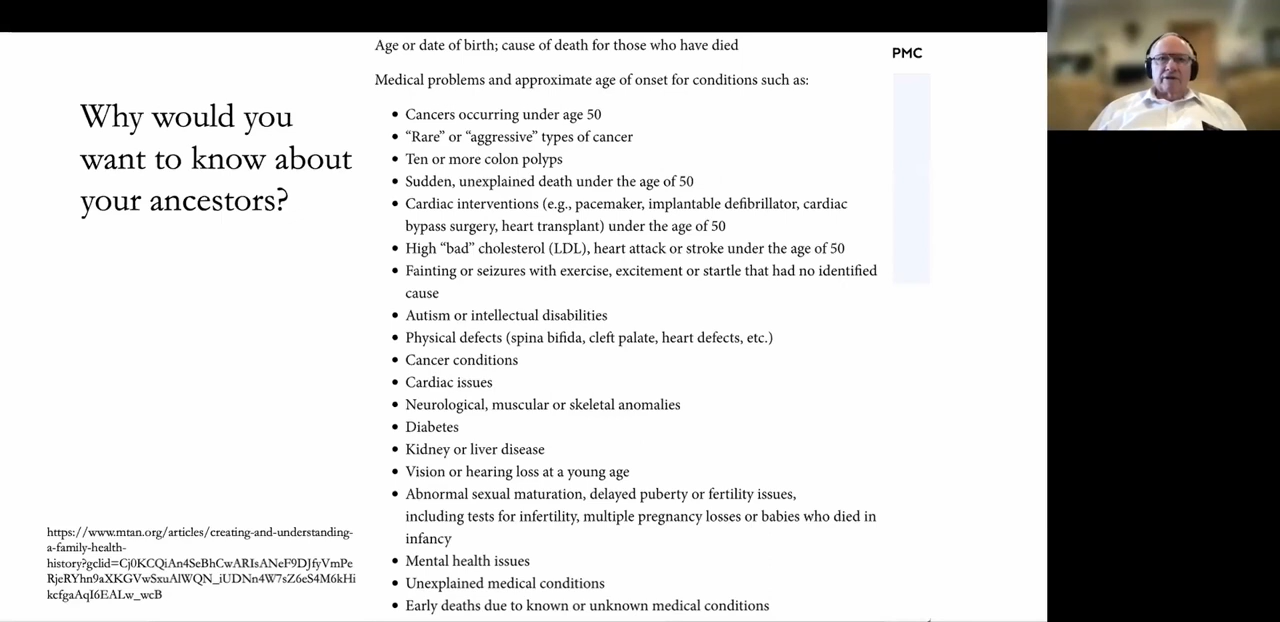 Why would you
want to know about
your ancestors?
Age or date of birth; cause of death for those who have died
Medical problems and approximate age of onset for conditions such as:
• Cancers occurring under age 50
• “Rare” or “aggressive” types of cancer
• Ten or more colon polyps
• Sudden, unexplained death under the age of 50
• Cardiac interventions (e.g., pacemaker, implantable defibrillator, cardiac
bypass surgery, heart transplant) under the age of 50
• High “bad” cholesterol (LDL), heart attack or stroke under the age of 50
• Fainting or seizures with exercise, excitement or startle that had no identified
cause
• Autism or intellectual disabilities
• Physical defects (spina bifida, cleft palate, heart defects, etc.)
• Cancer conditions
• Cardiac issues
• Neurological, muscular or skeletal anomalies
• Diabetes
• Kidney or liver disease
• Vision or hearing loss at a young age
• Abnormal sexual maturation, delayed puberty or fertility issues,
including tests for infertility, multiple pregnancy losses or babies who died in
infancy
• Mental health issues
• Unexplained medical conditions
• Early deaths due to known or unknown medical conditions
PMC
https://www.mtan.org/articles/creating-and-understanding-
a-family-health-
history?gclid=Cj0KCQiAn4SeBhCwARIsANeF9DJfyVmPe
RjeRYhn9aXKGVwSxuAlWQN_iUDNn4W7sZ6eS4M6kHi
kcfgaAqI6EALw_wcB